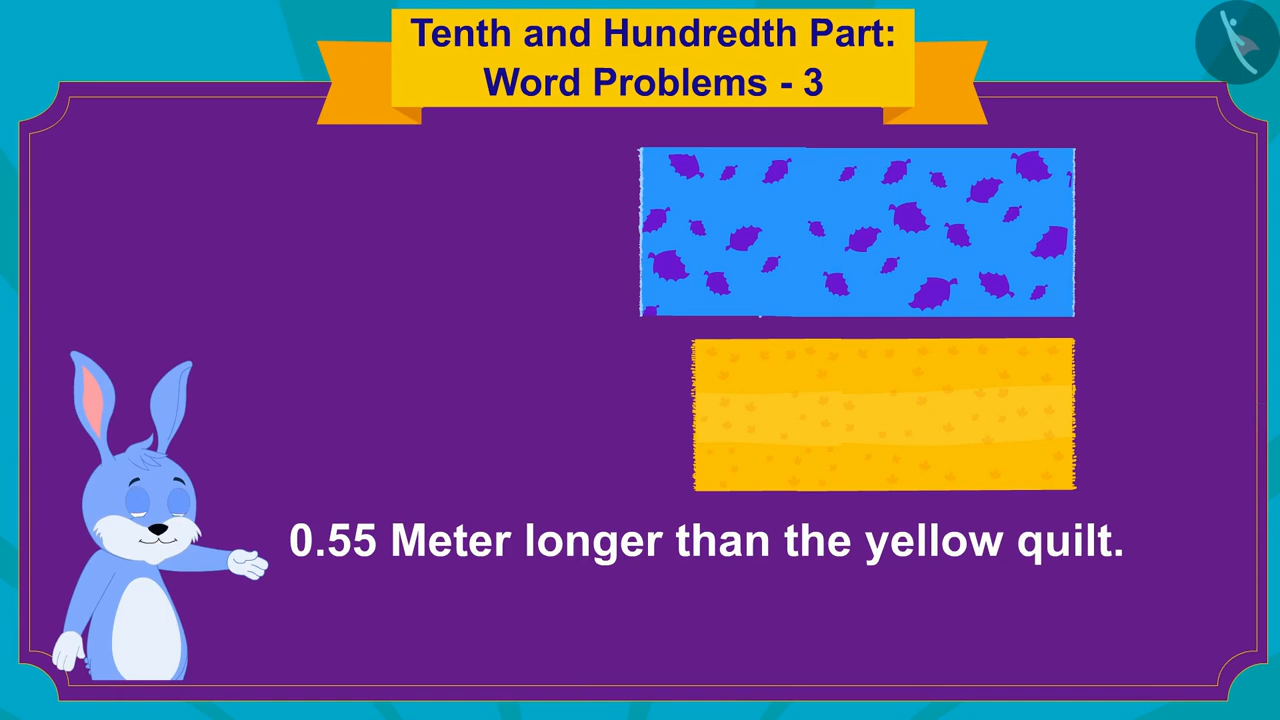 Tenth and Hundredth Part:
Word Problems - 3
0.55 Meter longer than the yellow quilt.